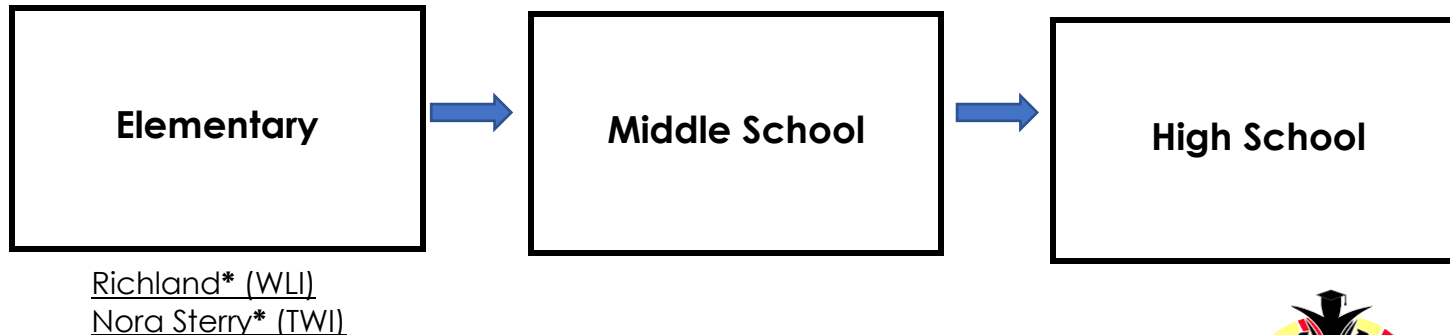 Elementary
Middle School
High School
Richland* (WLI)
Nora Sterry* (TWI)